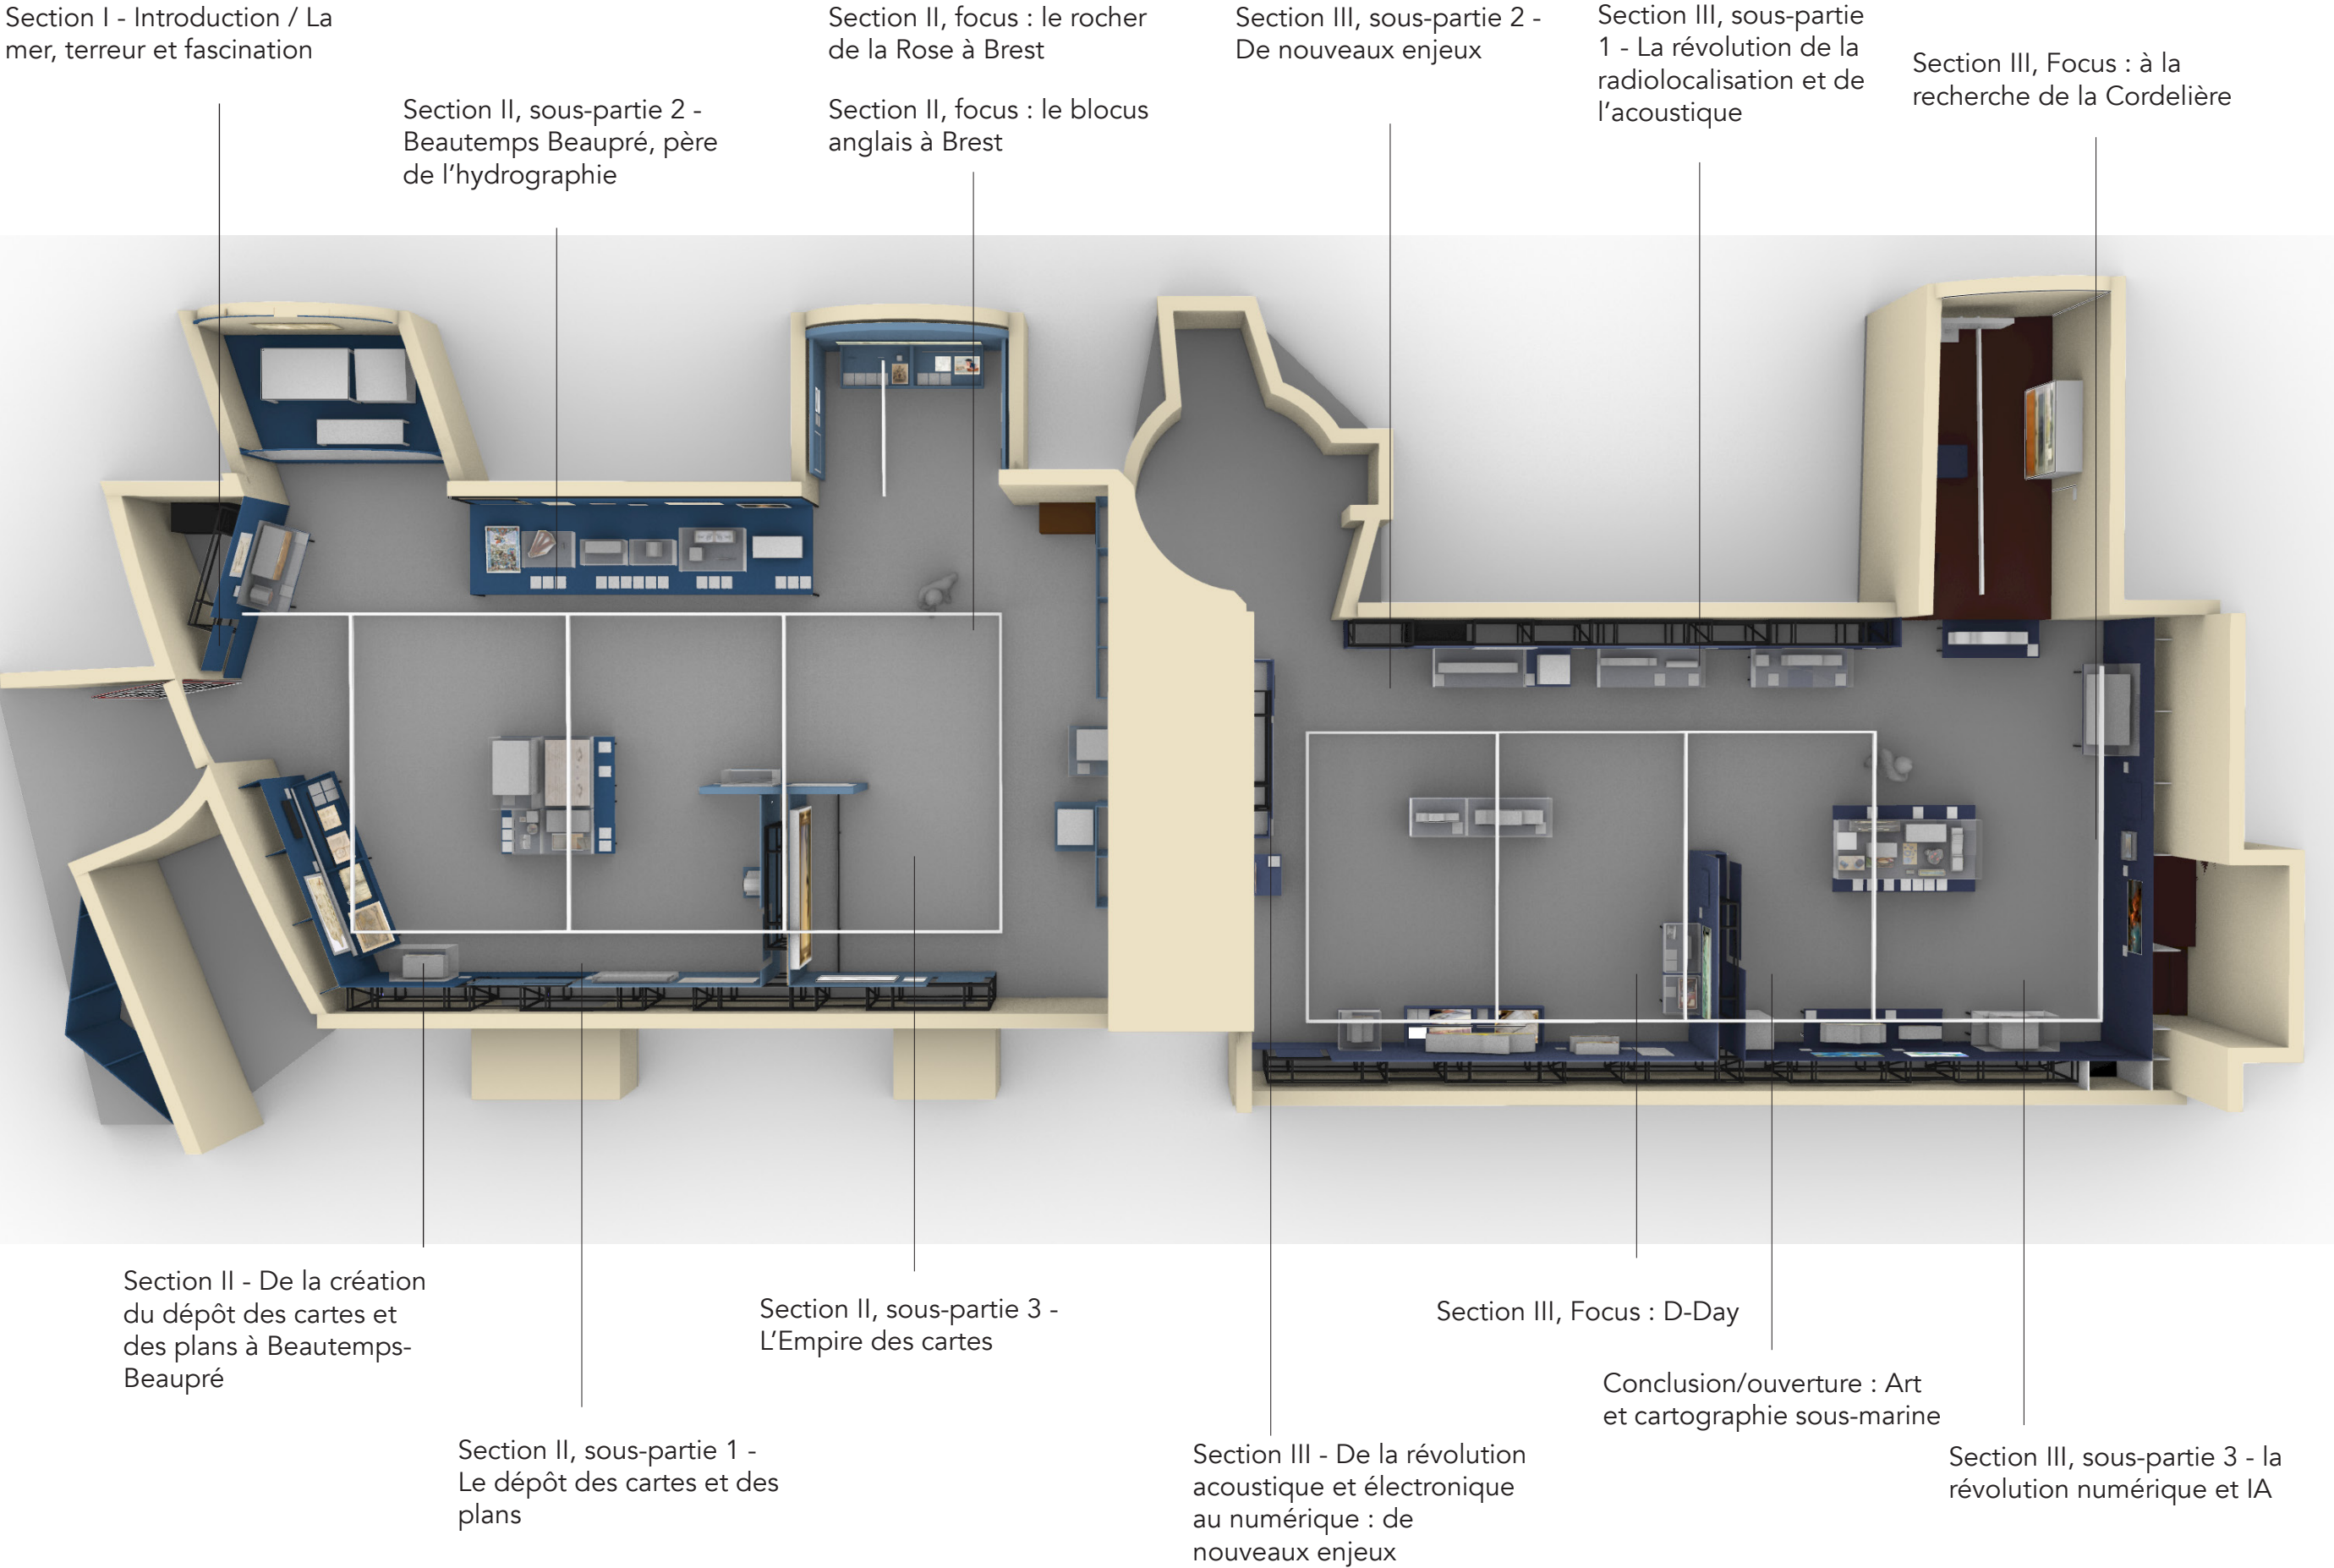 Section I - Introduction / La
mer, terreur et fascination
Section II, sous-partie 2 -
Beautemps Beaupré, père
de l'hydrographie
Section II, focus : le rocher
de la Rose à Brest
Section II, focus : le blocus
anglais à Brest
Section III, sous-partie 2 -
De nouveaux enjeux
Section III, sous-partie
1 - La révolution de la
radiolocalisation et de
l'acoustique
Section III, Focus : à la
recherche de la Cordelière
Section II - De la création
du dépôt des cartes et
des plans à Beautemps-
Beaupré
Section II, sous-partie 1 -
Le dépôt des cartes et des
plans
Section II, sous-partie 3 -
L'Empire des cartes
Section III - De la révolution
acoustique et électronique
au numérique : de
nouveaux enjeux
Section III, Focus : D-Day
Conclusion/ouverture : Art
et cartographie sous-marine
Section III, sous-partie 3 - la
révolution numérique et IA